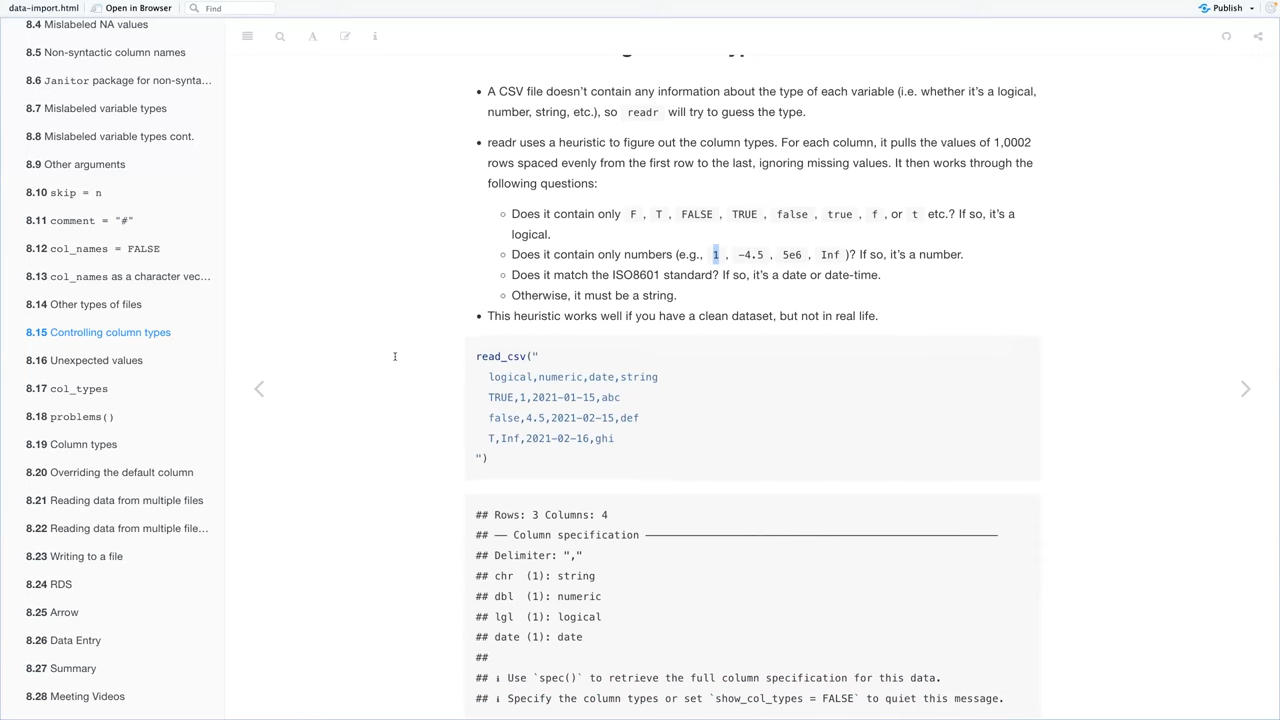 data-import.html
Open in Browser
Find
Publish
8.4 Mislabeled NA values
8.5 Non-syntactic column names
8.6 Janitor package for non-synta…
8.7 Mislabeled variable types
8.8 Mislabeled variable types cont.
8.9 Other arguments
8.10 skip = n
8.11 comment = "#"
8.12 col_names = FALSE
8.13 col_names as a character vec…
8.14 Other types of files
8.15 Controlling column types
8.16 Unexpected values
8.17 col_types
8.18 problems()
8.19 Column types
8.20 Overriding the default column
8.21 Reading data from multiple files
8.22 Reading data from multiple file…
8.23 Writing to a file
8.24 RDS
8.25 Arrow
8.26 Data Entry
8.27 Summary
8.28 Meeting Videos
• A CSV file doesn't contain any information about the type of each variable (i.e. whether it's a logical,
number, string, etc.), so readr will try to guess the type.
• readr uses a heuristic to figure out the column types. For each column, it pulls the values of 1,0002
rows spaced evenly from the first row to the last, ignoring missing values. It then works through the
following questions:
○ Does it contain only F , T , FALSE , TRUE , false , true , f , or t etc.? If so, it's a
logical.
○ Does it contain only numbers (e.g., 1 , -4.5 , 5e6 , Inf )? If so, it's a number.
○ Does it match the ISO8601 standard? If so, it's a date or date-time.
○ Otherwise, it must be a string.
• This heuristic works well if you have a clean dataset, but not in real life.
read_csv("
logical,numeric,date,string
TRUE,1,2021-01-15,abc
false,4.5,2021-02-15,def
T,Inf,2021-02-16,ghi
")
## Rows: 3 Columns: 4
## ── Column specification ────────────────────────────────────────
## Delimiter: ","
## chr  (1): string
## dbl  (1): numeric
## lgl  (1): logical
## date (1): date
##
## ℹ Use `spec()` to retrieve the full column specification for this data.
## ℹ Specify the column types or set `show_col_types = FALSE` to quiet this message.